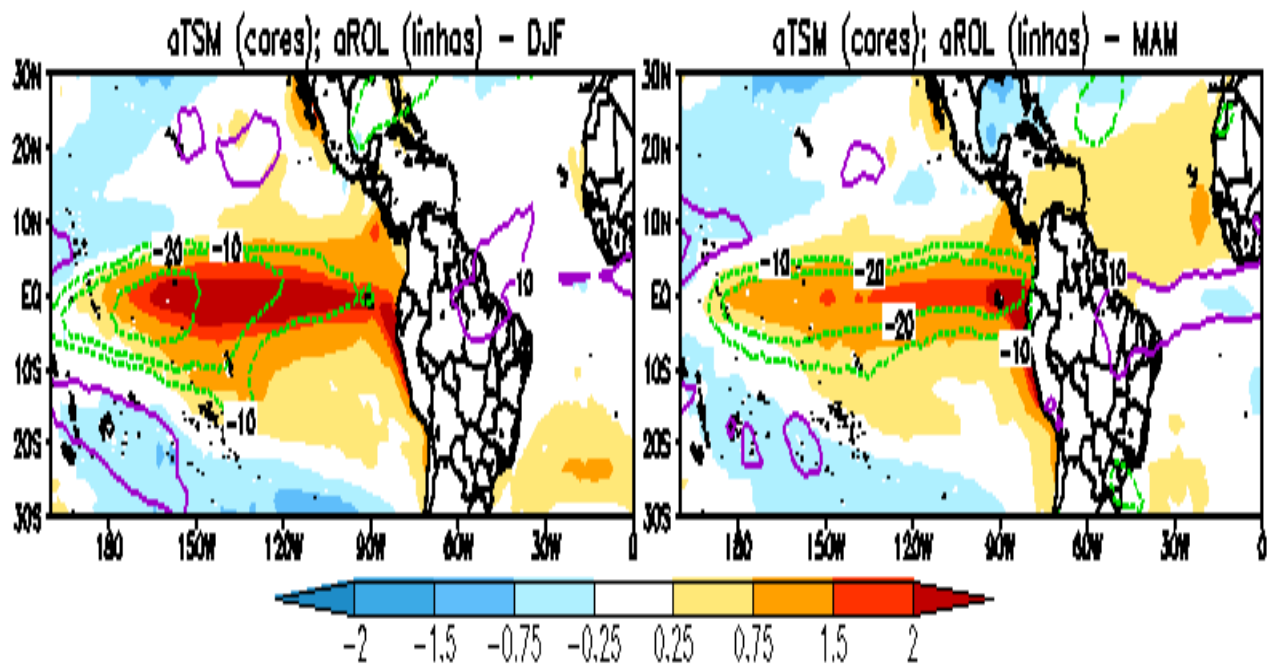 aTSM (cores); aROL (linhas) – DJF
aTSM (cores); aROL (linhas) – MAM
30N
20N
10N
EQ
10S
20S
30S
180
150W
120W
90W
60W
30W
0
-20
-10
10
-10
30N
20N
10N
EQ
10S
20S
30S
180
150W
120W
90W
60W
30W
0
-10
-20
10
-20
-10
-2
-1.5
-0.75
-0.25
0.25
0.75
1.5
2